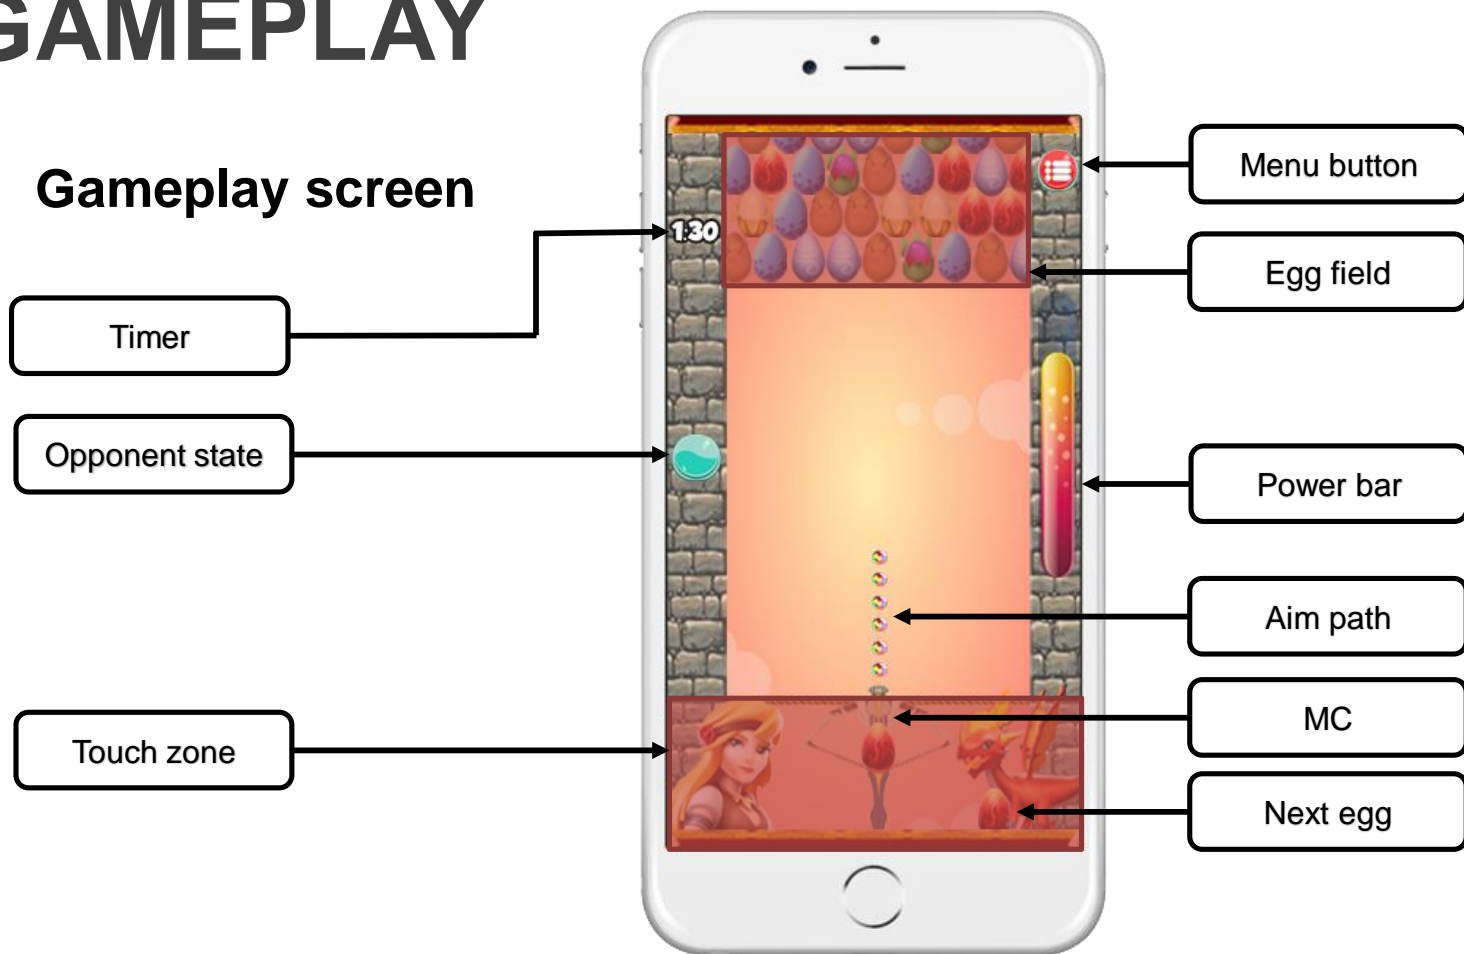 GAMEPLAY
Gameplay screen
Timer
Opponent state
Touch zone
1:30
Menu button
Egg field
Power bar
Aim path
MC
Next egg